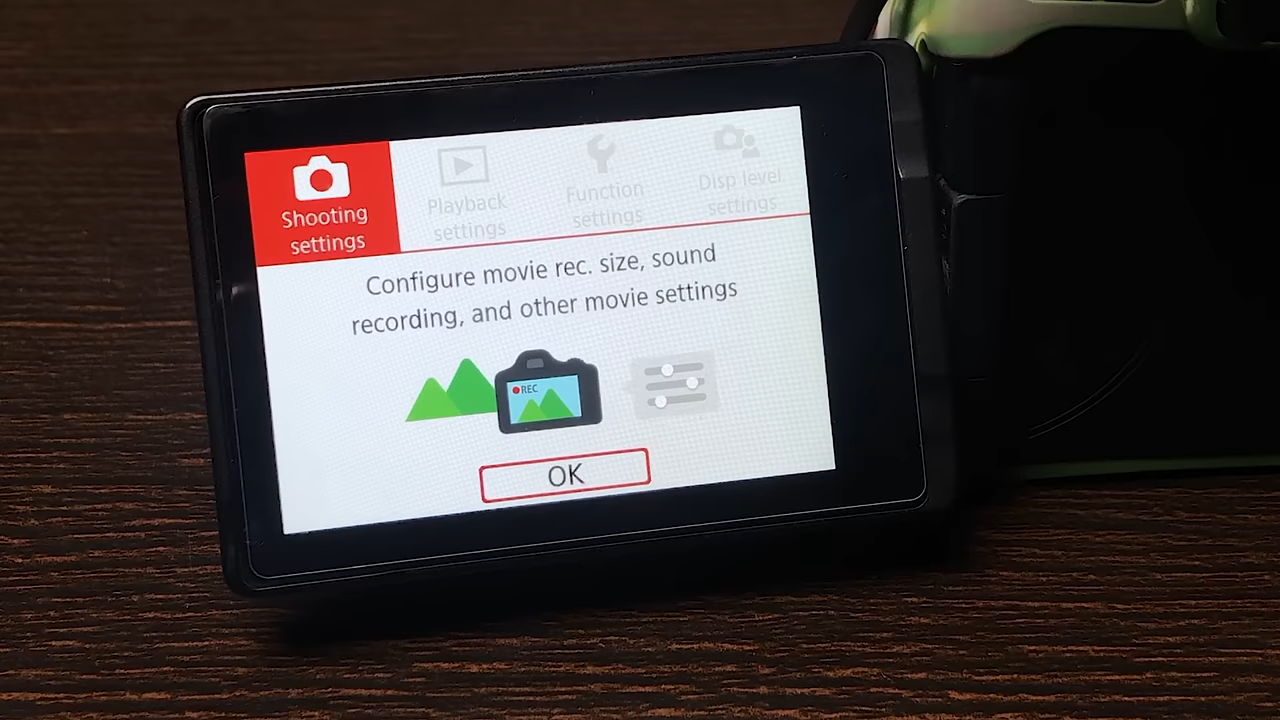 Shooting
settings
Playback
settings
Function
settings
Disp level
settings
Configure movie rec. size, sound
recording, and other movie settings
REC
OK